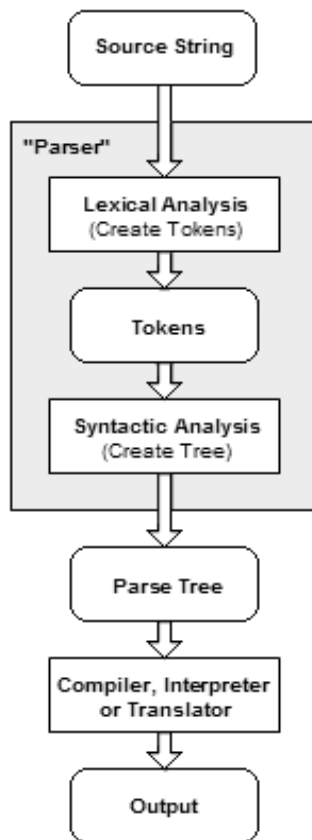 Source String
"Parser"
Lexical Analysis
(Create Tokens)
Tokens
Syntactic Analysis
(Create Tree)
Parse Tree
Compiler, Interpreter
or Translator
Output